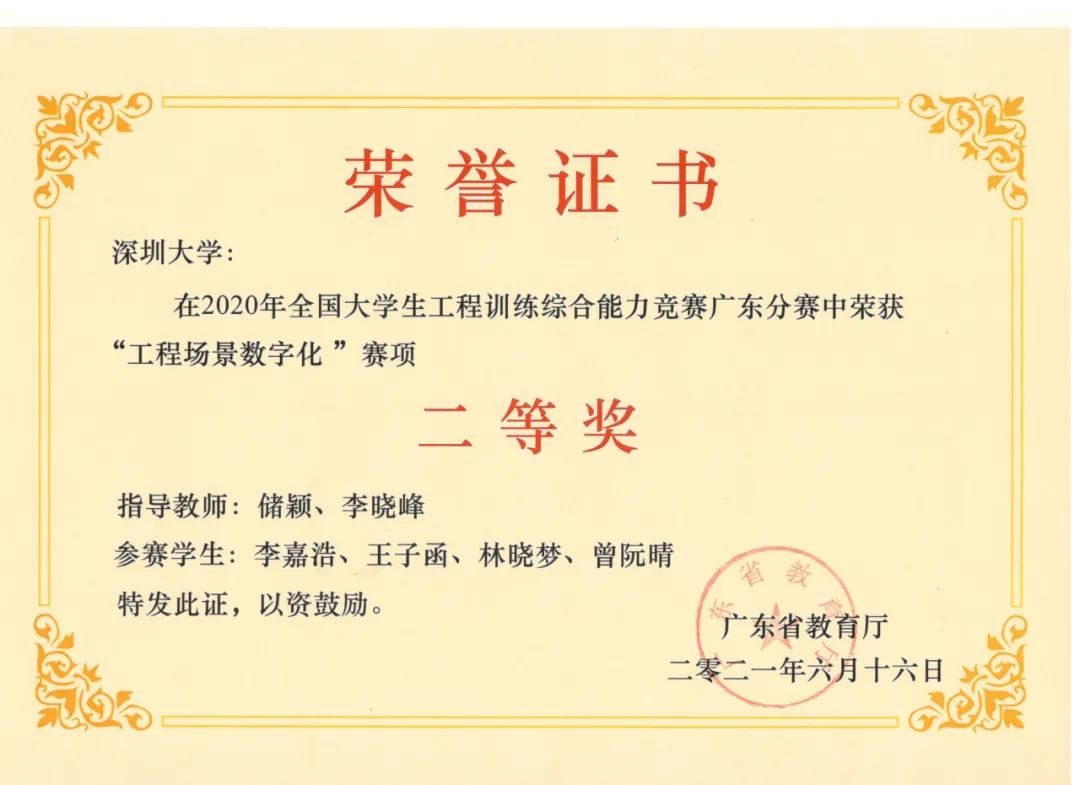 荣誉证书
深圳大学:
在2020年全国大学生工程训练综合能力竞赛广东分赛中荣获
“工程场景数字化 ” 赛项
二等奖
指导教师: 储颖、李晓峰
参赛学生: 李嘉浩、王子函、林晓梦、曾阮晴
特发此证，以资鼓励。
广东省教育厅
广东省教育厅
二零二一年六月十六日